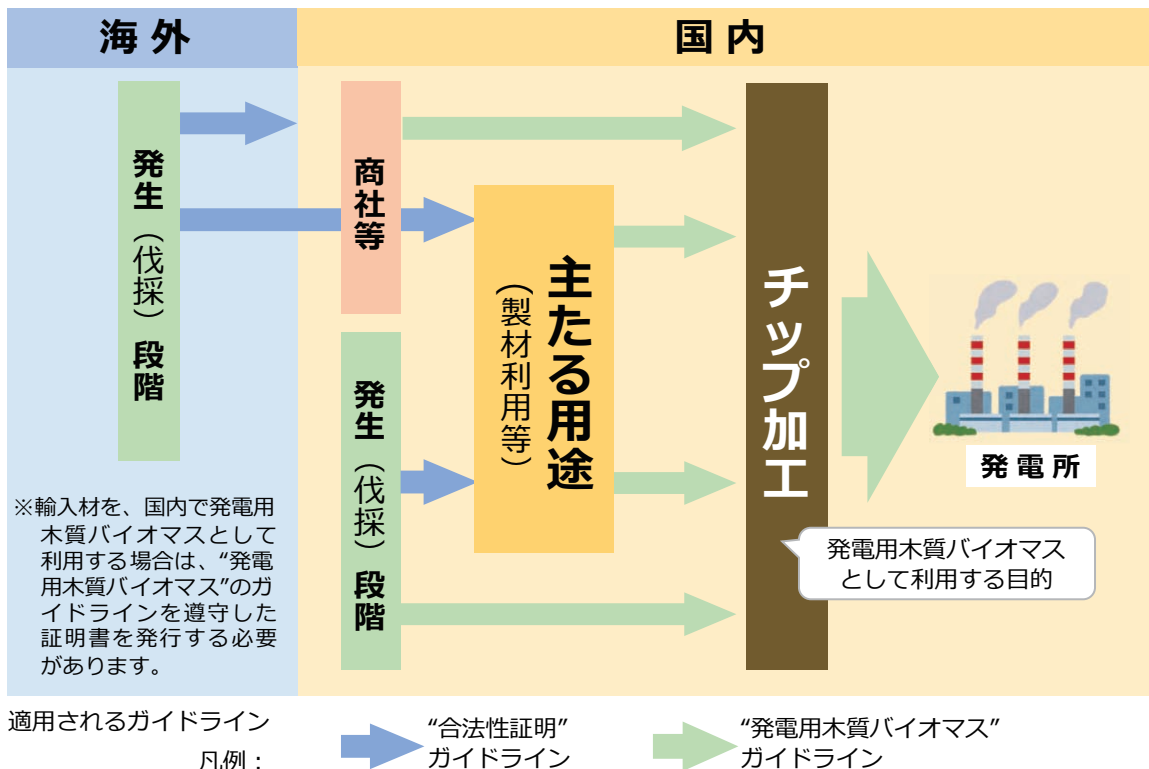 海外
国内
発生（伐採）段階
商社等
発生（伐採）段階
主たる用途
（製材利用等）
チップ加工
発電所
発電用木質バイオマス
として利用する目的
※輸入材を、国内で発電用
木質バイオマスとして
利用する場合は、“発電
用木質バイオマス”のガ
イドラインを遵守した
証明書を発行する必要
があります。
適用されるガイドライン
凡例：
“合法性証明”
ガイドライン
“発電用木質バイオマス”
ガイドライン